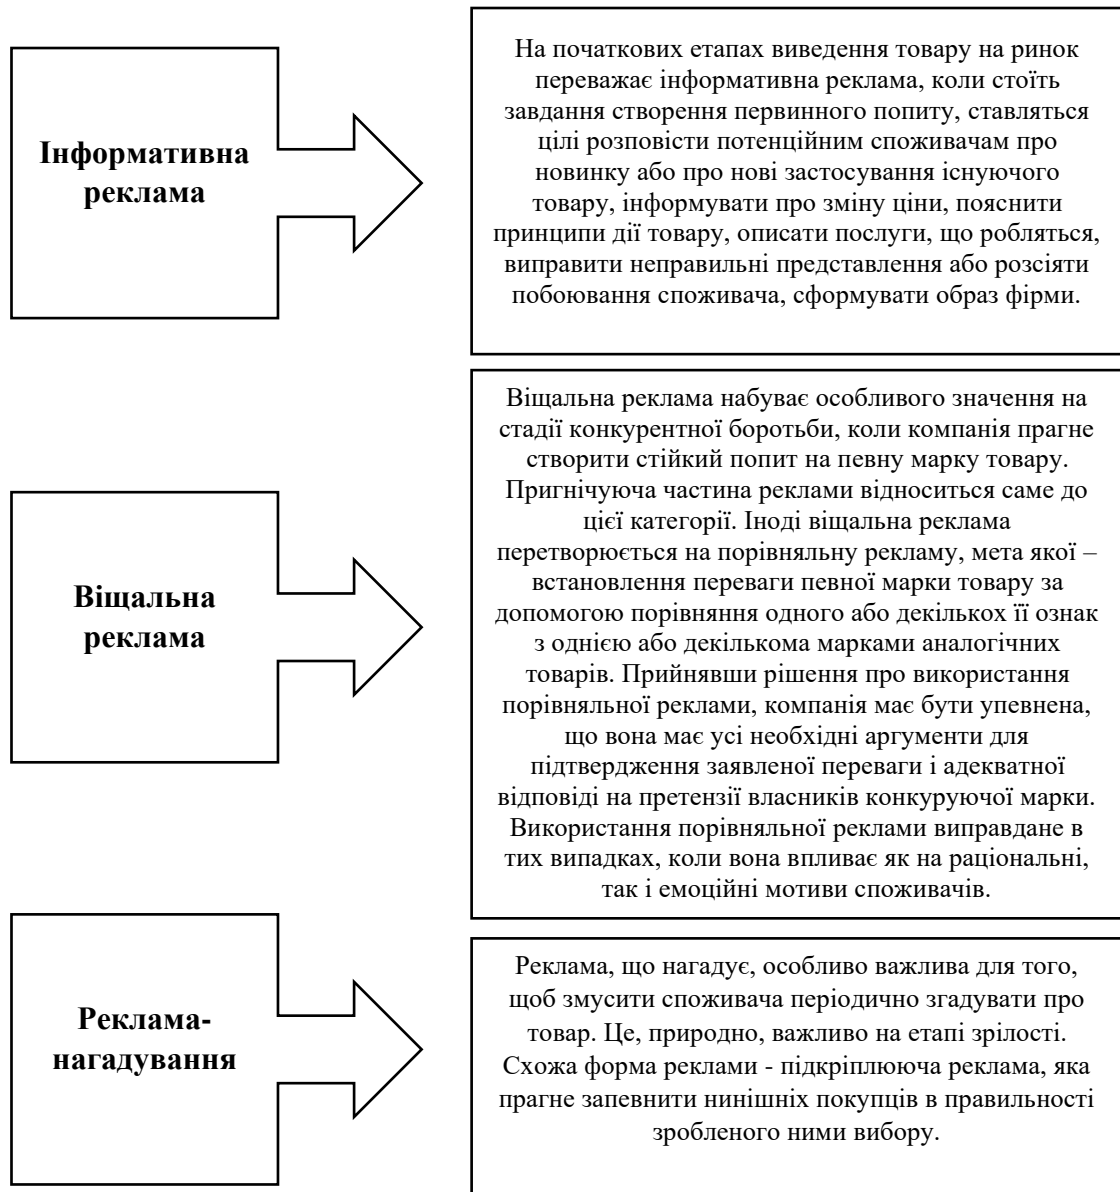 Інформативна
реклама
На початкових етапах виведення товару на ринок
переважає інформативна реклама, коли стоїть
завдання створення первинного попиту, ставляться
цілі розповісти потенційним споживачам про
новинку або про нові застосування існуючого
товару, інформувати про зміну ціни, пояснити
принципи дії товару, описати послуги, що робляться,
виправити неправильні представлення або розсіяти
побоювання споживача, сформувати образ фірми.
Віщальна
реклама
Віщальна реклама набуває особливого значення на
стадії конкурентної боротьби, коли компанія прагне
створити стійкий попит на певну марку товару.
Пригнічуюча частина реклами відноситься саме до
цієї категорії. Іноді віщальна реклама
перетворюється на порівняльну рекламу, мета якої –
встановлення переваги певної марки товару за
допомогою порівняння одного або декількох її ознак
з однією або декількома марками аналогічних
товарів. Прийнявши рішення про використання
порівняльної реклами, компанія має бути упевнена,
що вона має усі необхідні аргументи для
підтвердження заявленої переваги і адекватної
відповіді на претензії власників конкуруючої марки.
Використання порівняльної реклами виправдане в
тих випадках, коли вона впливає як на раціональні,
так і емоційні мотиви споживачів.
Реклама-
нагадування
Реклама, що нагадує, особливо важлива для того,
щоб змусити споживача періодично згадувати про
товар. Це, природно, важливо на етапі зрілості.
Схожа форма реклами - підкріплююча реклама, яка
прагне запевнити нинішніх покупців в правильності
зробленого ними вибору.